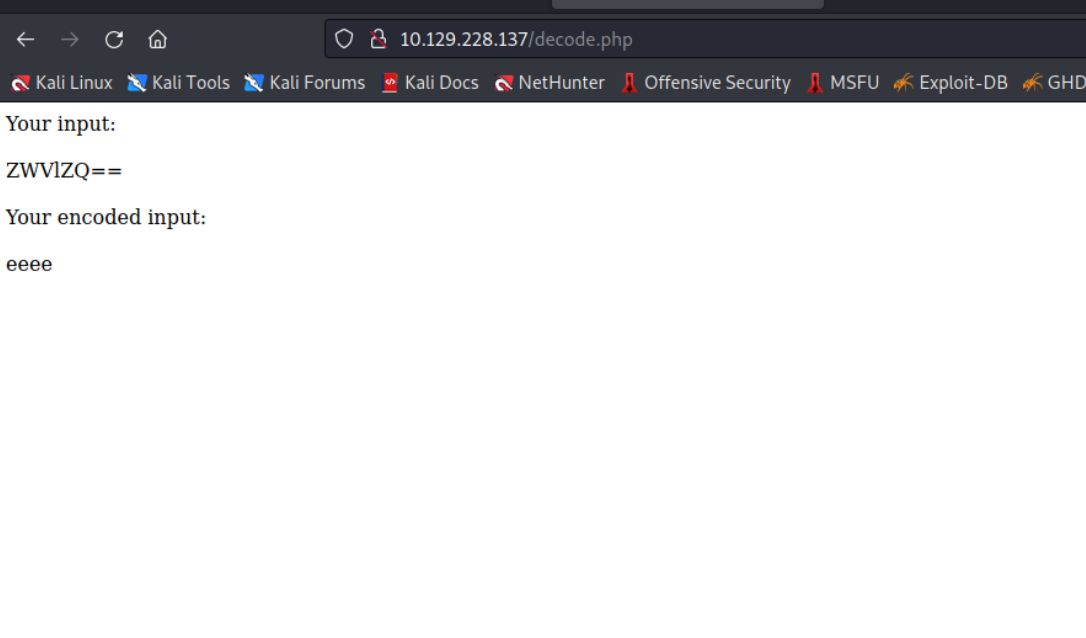 10.129.228.137/decode.php
Kali Linux Kali Tools Kali Forums Kali Docs NetHunter Offensive Security MSFU Exploit-DB GHD
Your input:
ZWVlZQ==
Your encoded input:
eeee